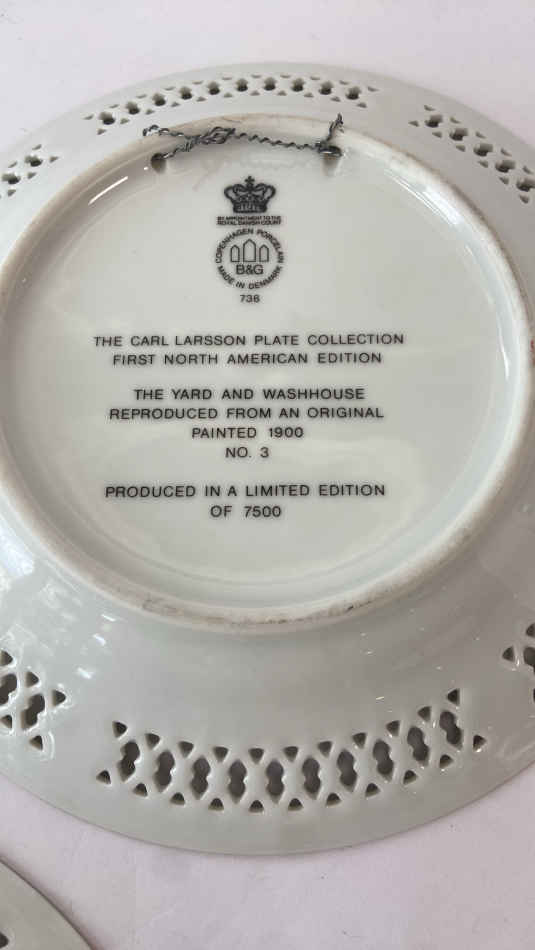 BY APPOINTMENT TO THE
ROYAL DANISH COURT
COPENHAGEN PORCELAIN
B&G
MADE IN DENMARK
736
THE CARL LARSSON PLATE COLLECTION
FIRST NORTH AMERICAN EDITION
THE YARD AND WASHHOUSE
REPRODUCED FROM AN ORIGINAL
PAINTED 1900
NO. 3
PRODUCED IN A LIMITED EDITION
OF 7500